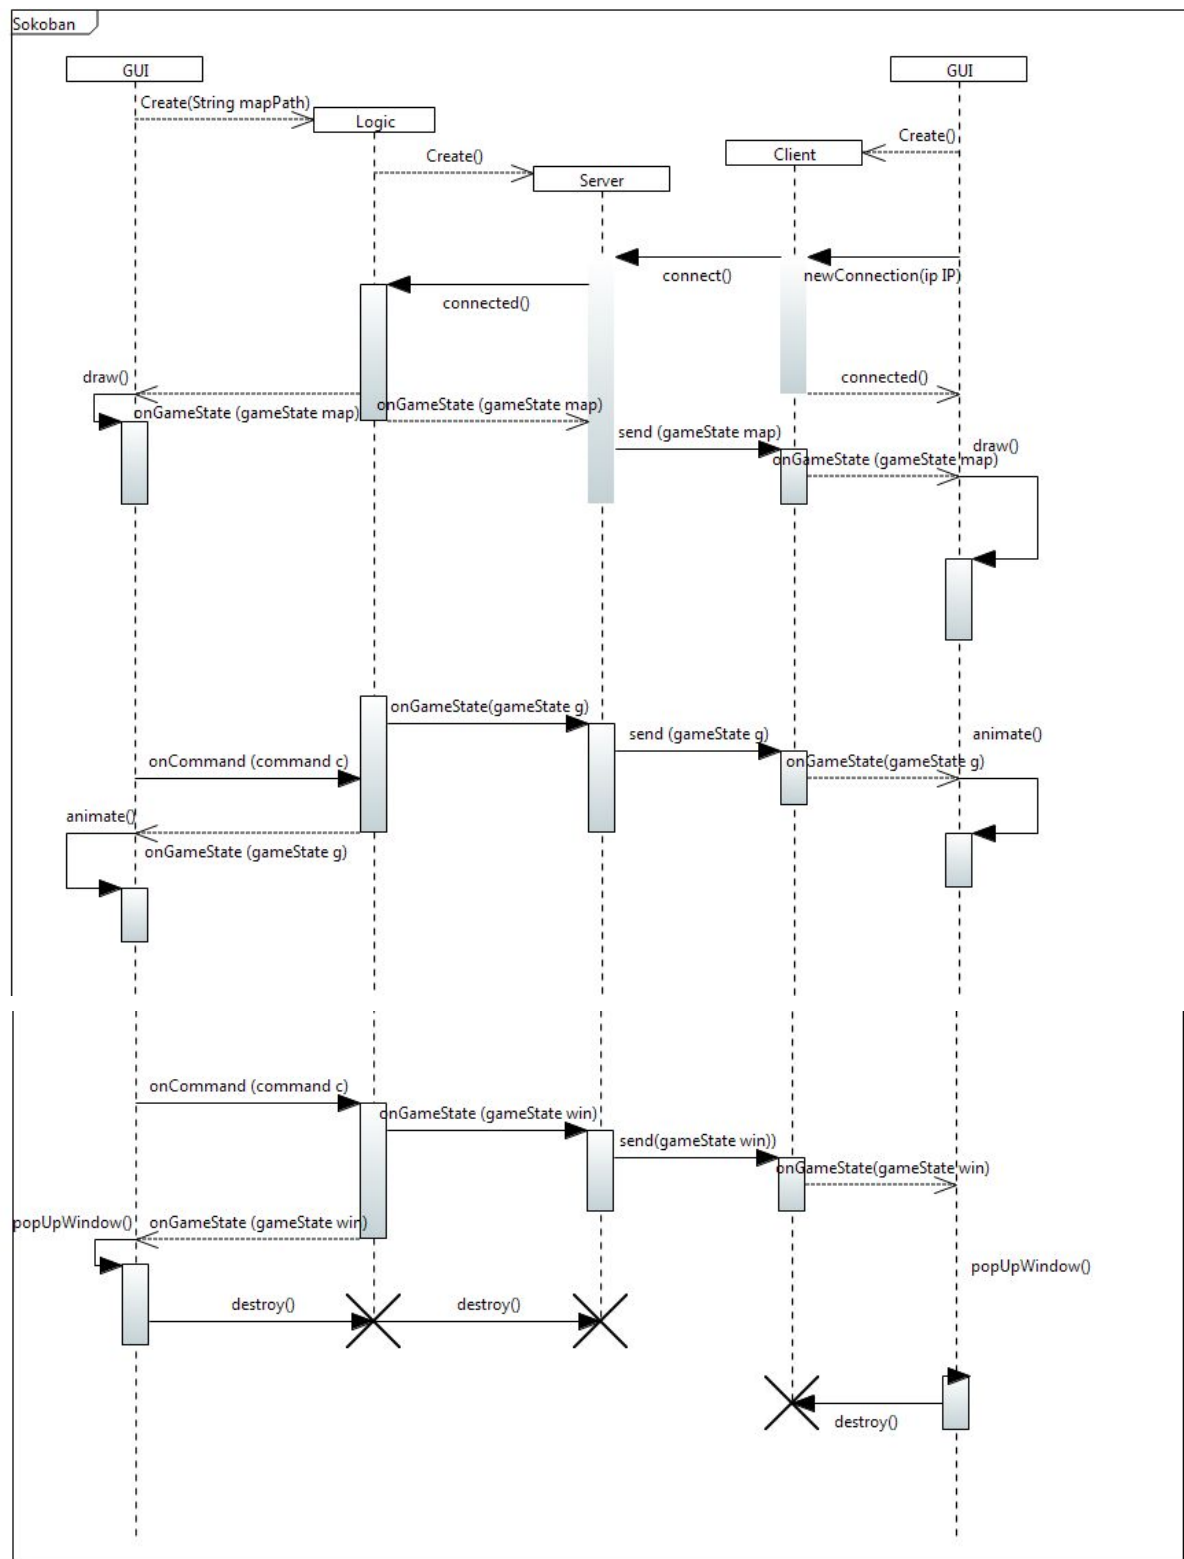 Sokoban
GUI
GUI
Create(String mapPath)
Logic
Create()
Client
Create()
Server
connect()
newConnection(ip IP)
connected()
draw()
connected()
onGameState (gameState map)
onGameState (gameState map)
send (gameState map)
draw()
onGameState (gameState map)
onGameState(gameState g)
send (gameState g)
animate()
onCommand (command c)
onGameState(gameState g)
animate()
onGameState (gameState g)
onCommand (command c)
onGameState (gameState win)
send(gameState win))
onGameState(gameState win)
popUpWindow()
onGameState (gameState win)
popUpWindow()
destroy()
destroy()
destroy()